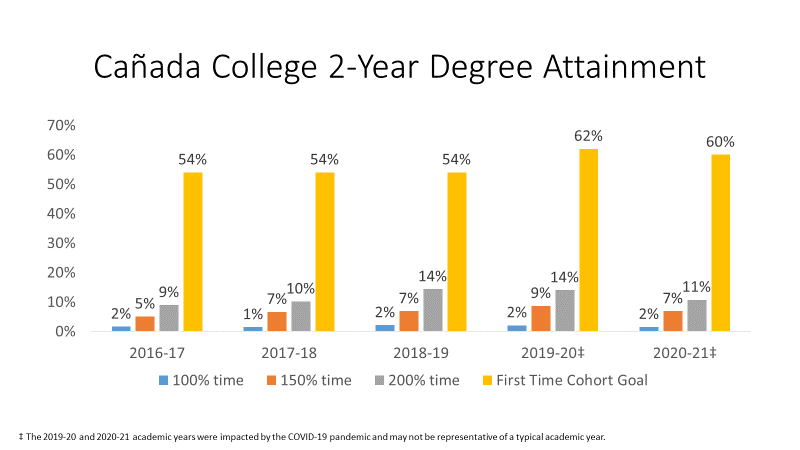 Cañada College 2-Year Degree Attainment
70%
60%
50%
40%
30%
20%
10%
0%
2% 5% 9% 54%
1% 7% 10% 54%
2% 7% 14% 54%
2% 9% 14% 62%
2% 7% 11% 60%
2016-17 2017-18 2018-19 2019-20‡ 2020-21‡
100% time 150% time 200% time First Time Cohort Goal
‡ The 2019-20 and 2020-21 academic years were impacted by the COVID-19 pandemic and may not be representative of a typical academic year.